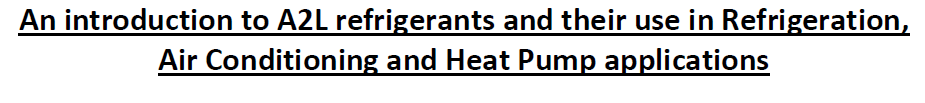 An introduction to A2L refrigerants and their use in Refrigeration,
Air Conditioning and Heat Pump applications